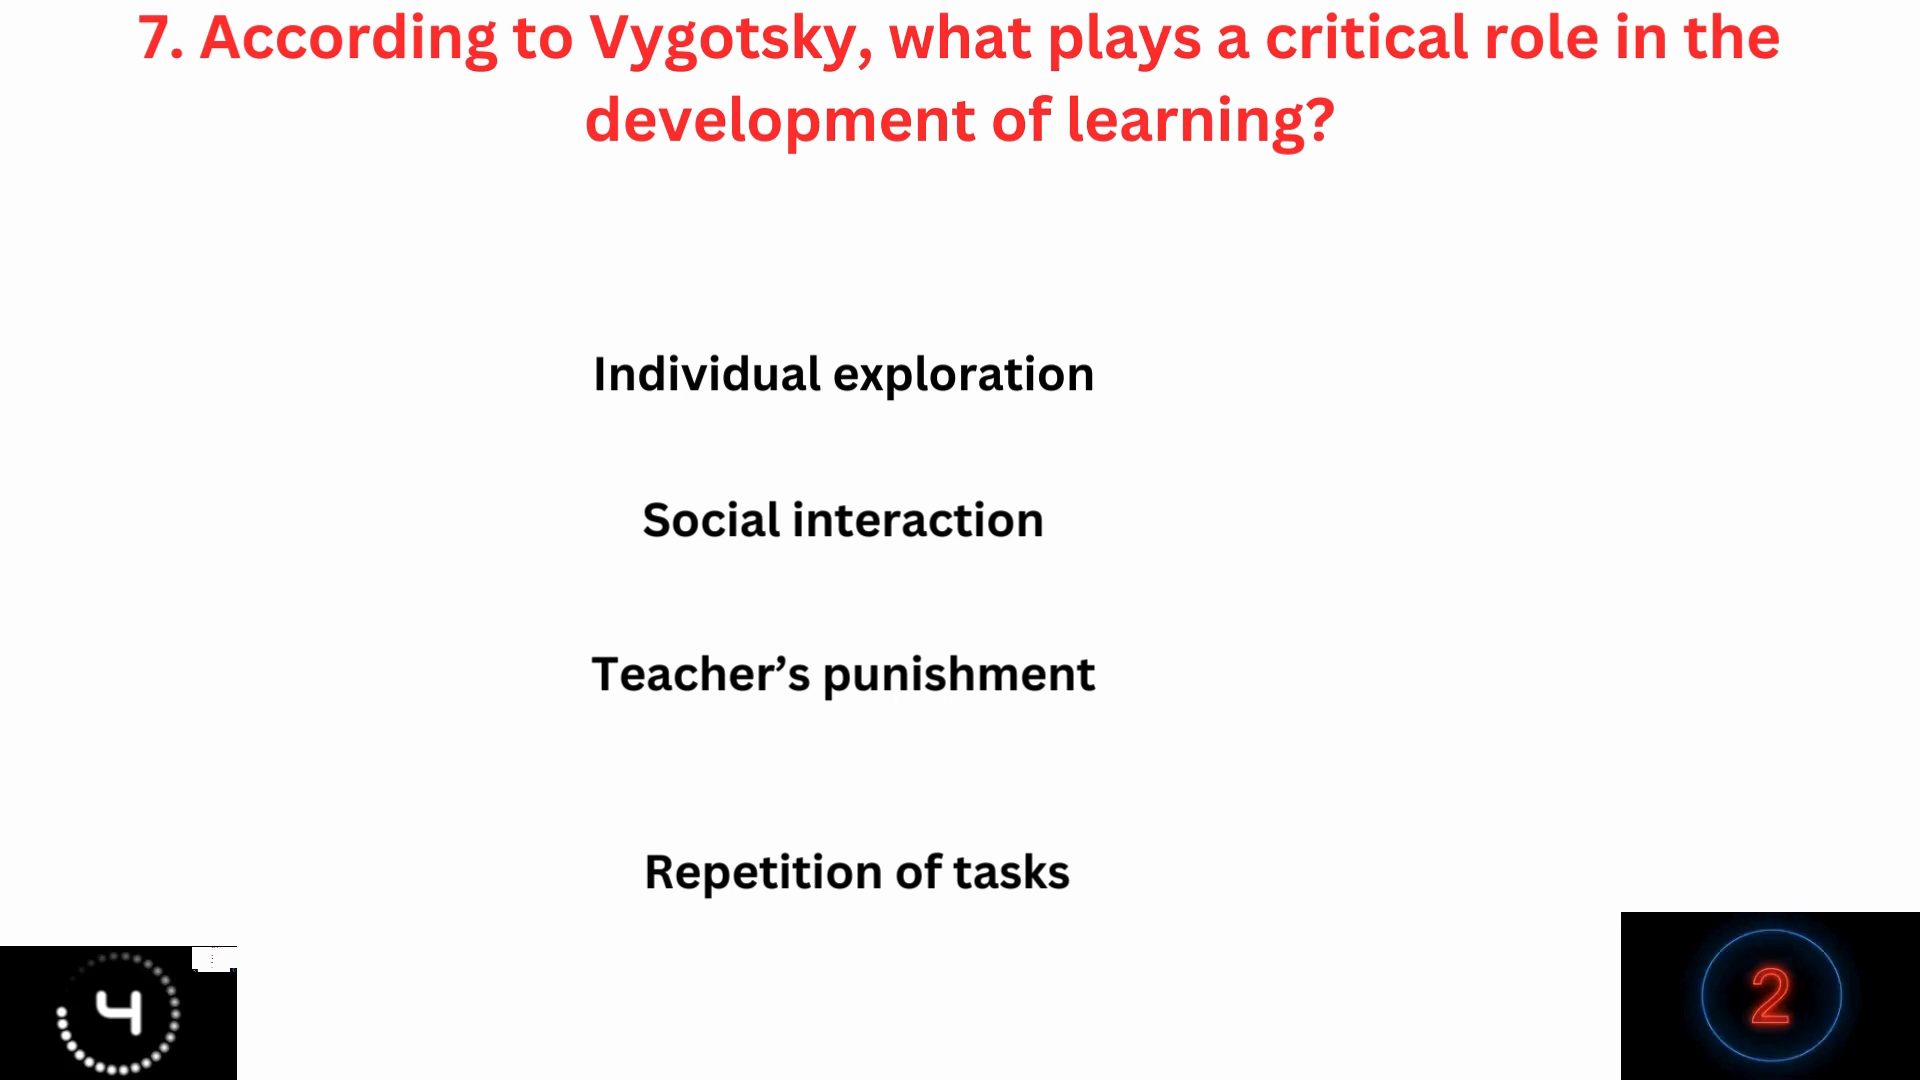 7. According to Vygotsky, what plays a critical role in the
development of learning?
Individual exploration
Social interaction
Teacher’s punishment
Repetition of tasks
4
2